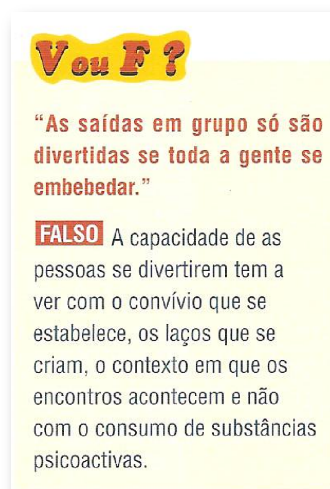 V ou F ?
“As saídas em grupo só são
divertidas se toda a gente se
embebedar.”
FALSO A capacidade de as
pessoas se divertirem tem a
ver com o convívio que se
estabelece, os laços que se
criam, o contexto em que os
encontros acontecem e não
com o consumo de substâncias
psicoactivas.